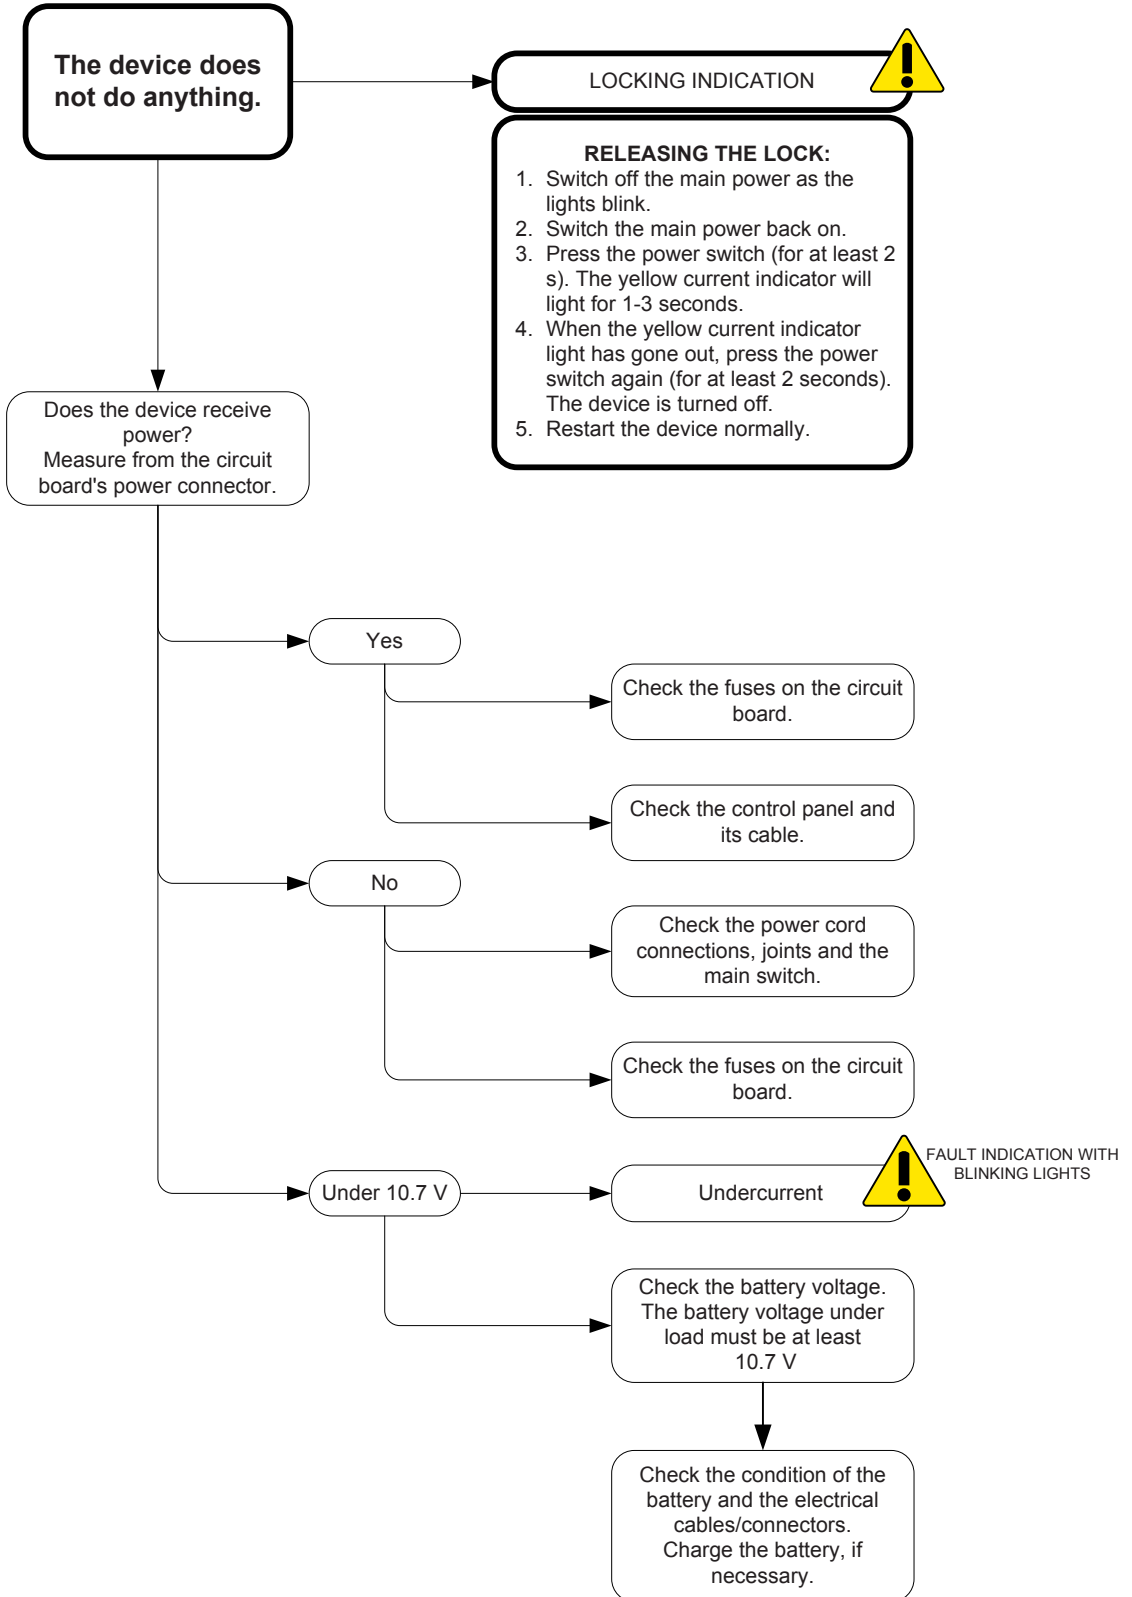 The device does
not do anything.
LOCKING INDICATION
RELEASING THE LOCK:
1. Switch off the main power as the
lights blink.
2. Switch the main power back on.
3. Press the power switch (for at least 2
s). The yellow current indicator will
light for 1-3 seconds.
4. When the yellow current indicator
light has gone out, press the power
switch again (for at least 2 seconds).
The device is turned off.
5. Restart the device normally.
Does the device receive
power?
Measure from the circuit
board's power connector.
Yes
Check the fuses on the circuit
board.
Check the control panel and
its cable.
No
Check the power cord
connections, joints and the
main switch.
Check the fuses on the circuit
board.
Under 10.7 V
Undercurrent
FAULT INDICATION WITH
BLINKING LIGHTS
Check the battery voltage.
The battery voltage under
load must be at least
10.7 V
Check the condition of the
battery and the electrical
cables/connectors.
Charge the battery, if
necessary.